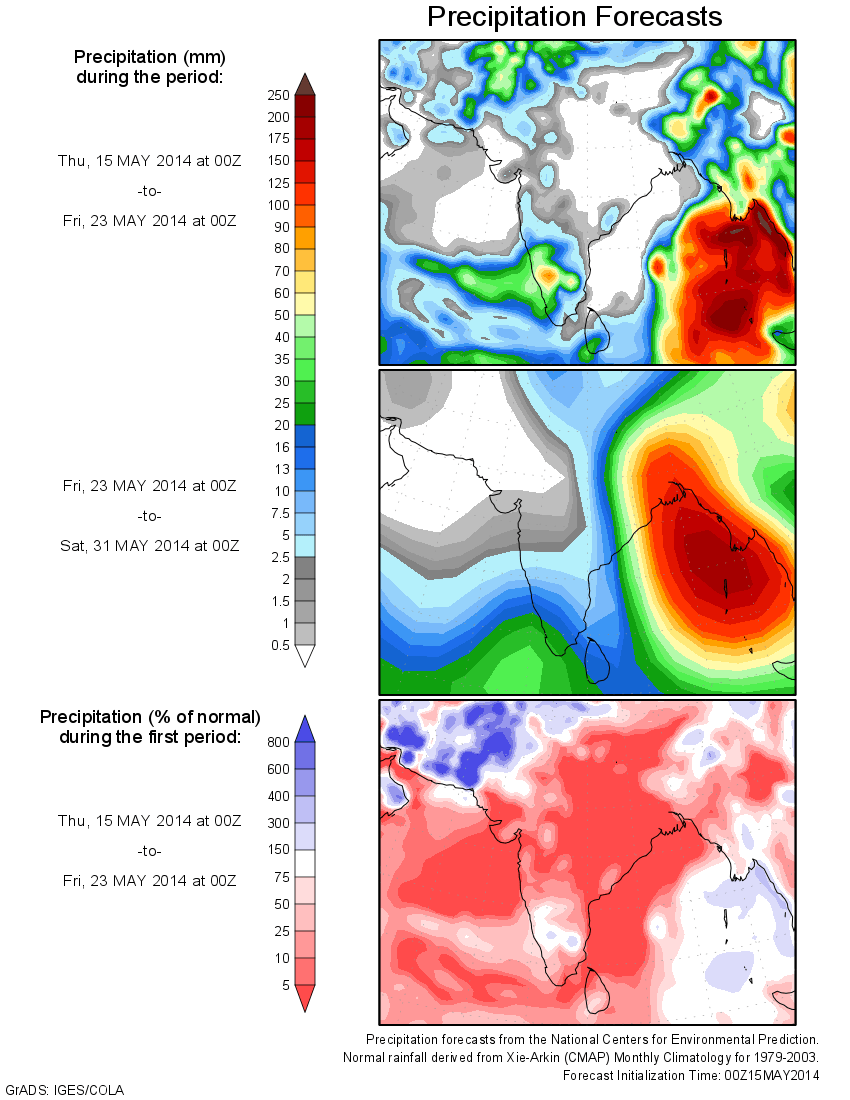 Precipitation Forecasts
Precipitation (mm)
during the period:
250
200
175
150
125
100
90
80
70
60
50
40
35
30
25
20
16
13
10
7.5
5
2.5
2
1.5
1
0.5
Thu, 15 MAY 2014 at 00Z
-to-
Fri, 23 MAY 2014 at 00Z
Fri, 23 MAY 2014 at 00Z
-to-
Sat, 31 MAY 2014 at 00Z
Precipitation (% of normal)
during the first period:
800
600
400
300
150
75
50
25
10
5
Thu, 15 MAY 2014 at 00Z
-to-
Fri, 23 MAY 2014 at 00Z
Precipitation forecasts from the National Centers for Environmental Prediction.
Normal rainfall derived from Xie-Arkin (CMAP) Monthly Climatology for 1979-2003.
Forecast Initialization Time: 00Z15MAY2014
GrADS: IGES/COLA